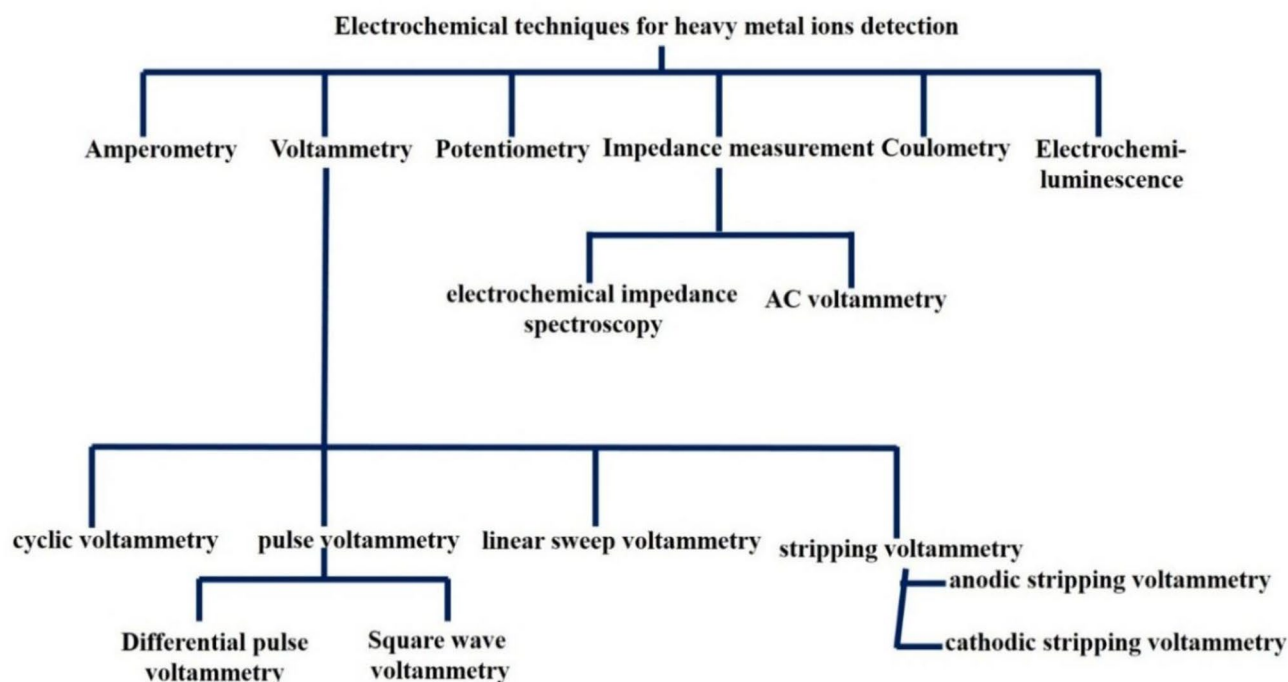 Electrochemical techniques for heavy metal ions detection
Amperometry
Voltammetry
Potentiometry
Impedance measurement
Coulometry
Electrochemi-
luminescence
electrochemical impedance
spectroscopy
AC voltammetry
cyclic voltammetry
pulse voltammetry
linear sweep voltammetry
stripping voltammetry
anodic stripping voltammetry
cathodic stripping voltammetry
Differential pulse
voltammetry
Square wave
voltammetry